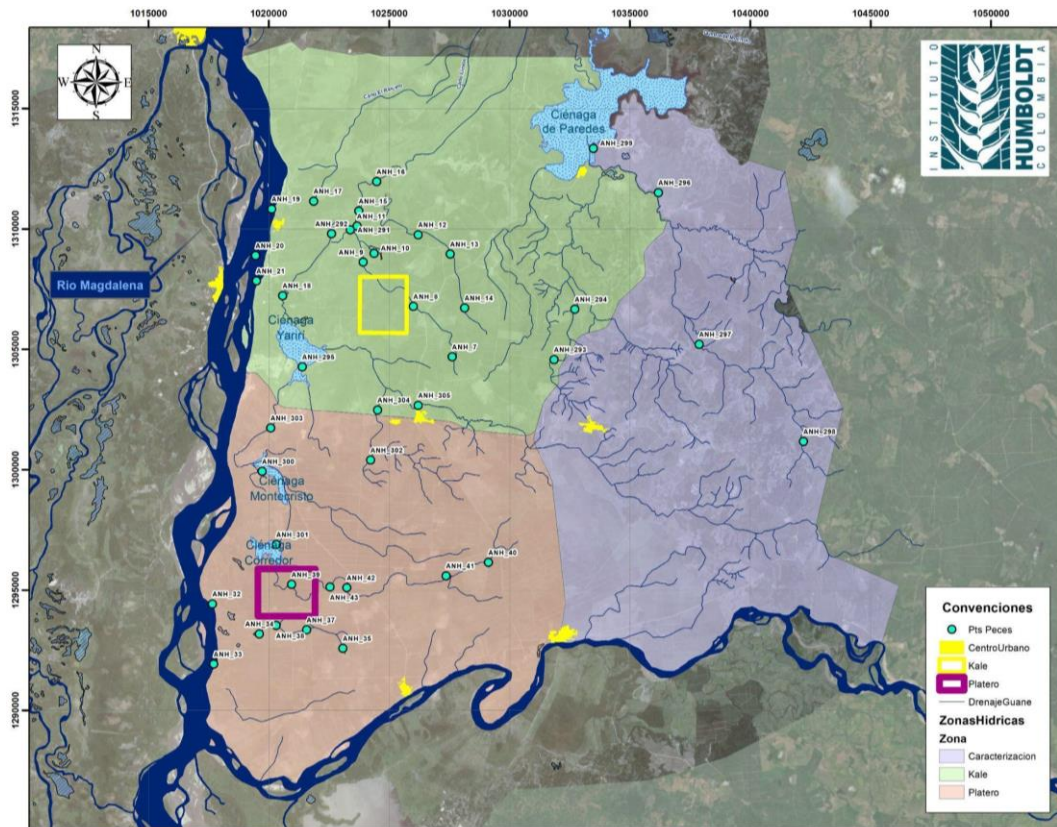 1015000 1020000 1025000 1030000 1035000 1040000 1045000 1050000
1315000
1310000
1305000
1300000
1295000
1290000
N
W E
S
INSTITUTO
HUMBOLDT
COLOMBIA
Ciénaga
de Paredes
ANH_299
ANH_16
ANH_296
ANH_17
ANH_19
ANH_15
ANH_11
ANH_292
ANH_291
ANH_12
ANH_20
ANH_9
ANH_10
ANH_13
ANH_21
Rio Magdalena
ANH_18
ANH_8
ANH_14
ANH_294
Ciénaga
Yarirí
ANH_7
ANH_293
ANH_297
ANH_295
ANH_304
ANH_305
ANH_303
ANH_298
ANH_302
ANH_300
Ciénaga
Montecristo
ANH_301
Ciénaga
Corredor
ANH_40
ANH_39
ANH_42
ANH_41
ANH_43
ANH_32
ANH_34
ANH_37
ANH_38
ANH_35
ANH_33
Convenciones
Pts Peces
CentroUrbano
Kale
Platero
DrenajeGuane
ZonasHidricas
Zona
Caracterizacion
Kale
Platero